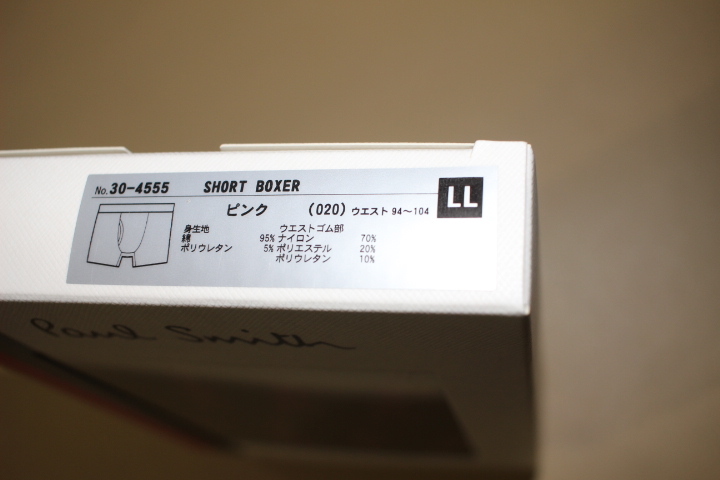 No. 30-4555 SHORT BOXER
ピンク (020) ウエスト 94～104 LL
身生地 ウエストゴム部
綿 95% ナイロン 70%
ポリウレタン 5% ポリエステル 20%
ポリウレタン 10%
Paul Smith